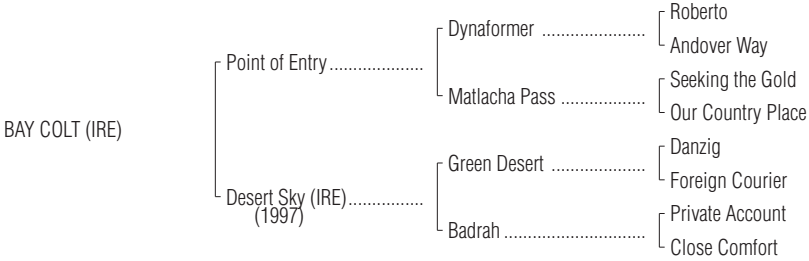 Roberto
Dynaformer ......................
Andover Way
Point of Entry....................
Seeking the Gold
Matlacha Pass ..................
Our Country Place
BAY COLT (IRE)
Danzig
Green Desert ....................
Foreign Courier
Desert Sky (IRE)................
(1997)
Private Account
Badrah ..............................
Close Comfort